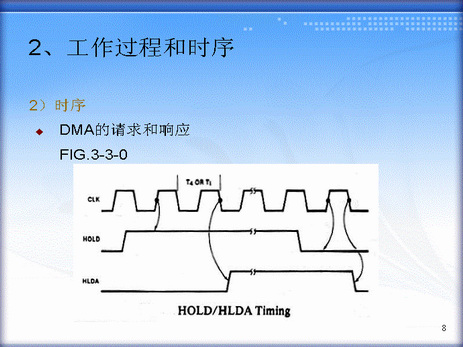 2、工作过程和时序
2）时序
DMA的请求和响应
FIG.3-3-0
T4 OR Ti
CLK
HOLD
HLDA
HOLD/HLDA Timing
8